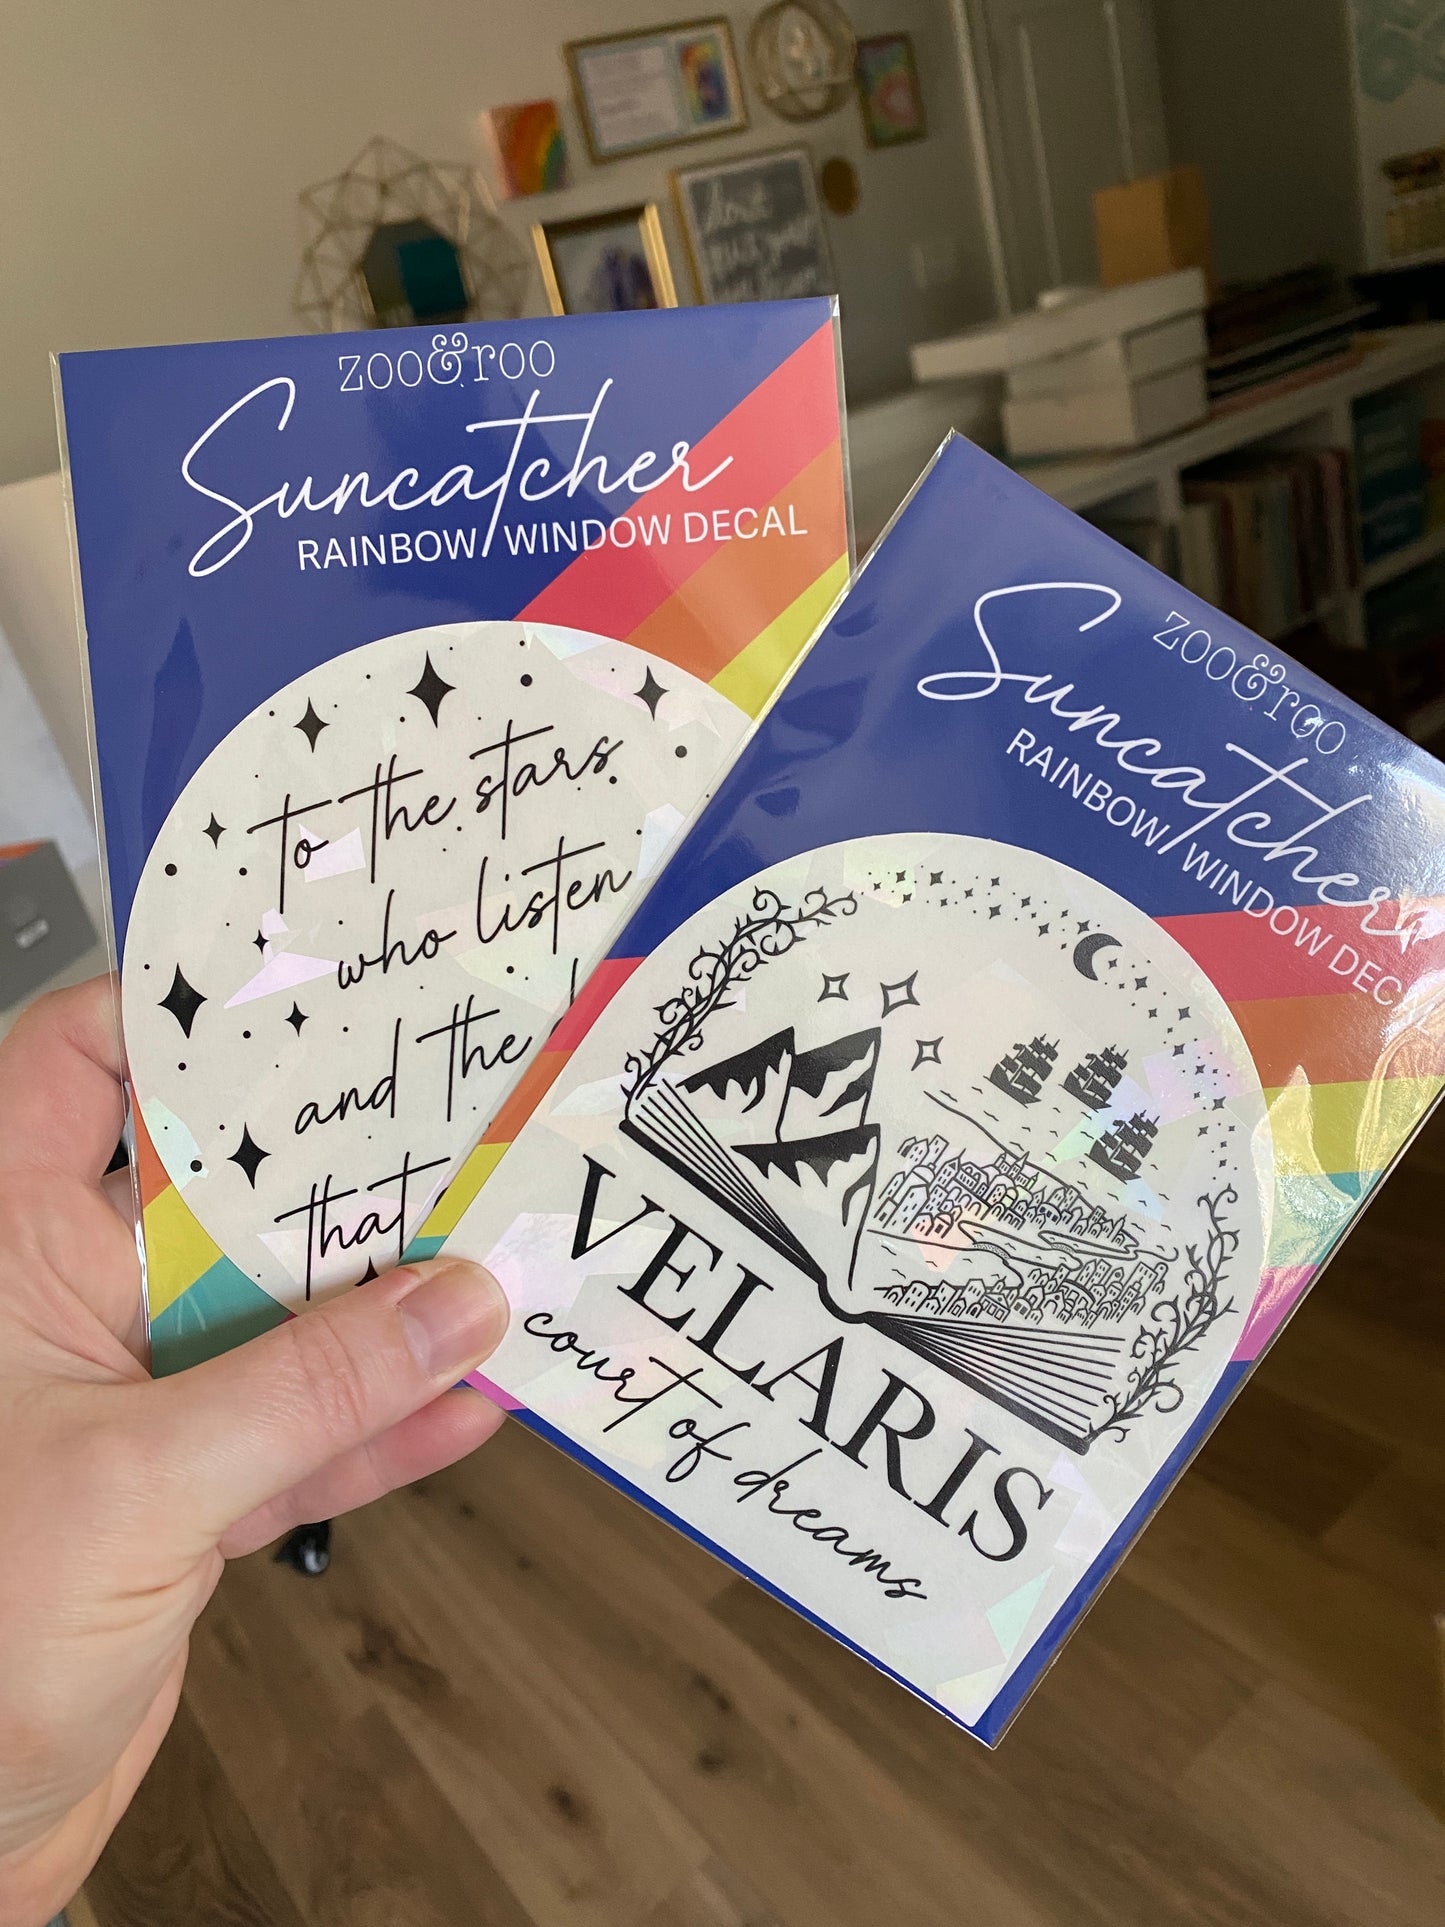 zoo&roo
Suncatcher
RAINBOW WINDOW DECAL
to the stars
who listen
and the
that
zoo&roo
Suncatcher
RAINBOW WINDOW DEC
VELARIS
court of dreams